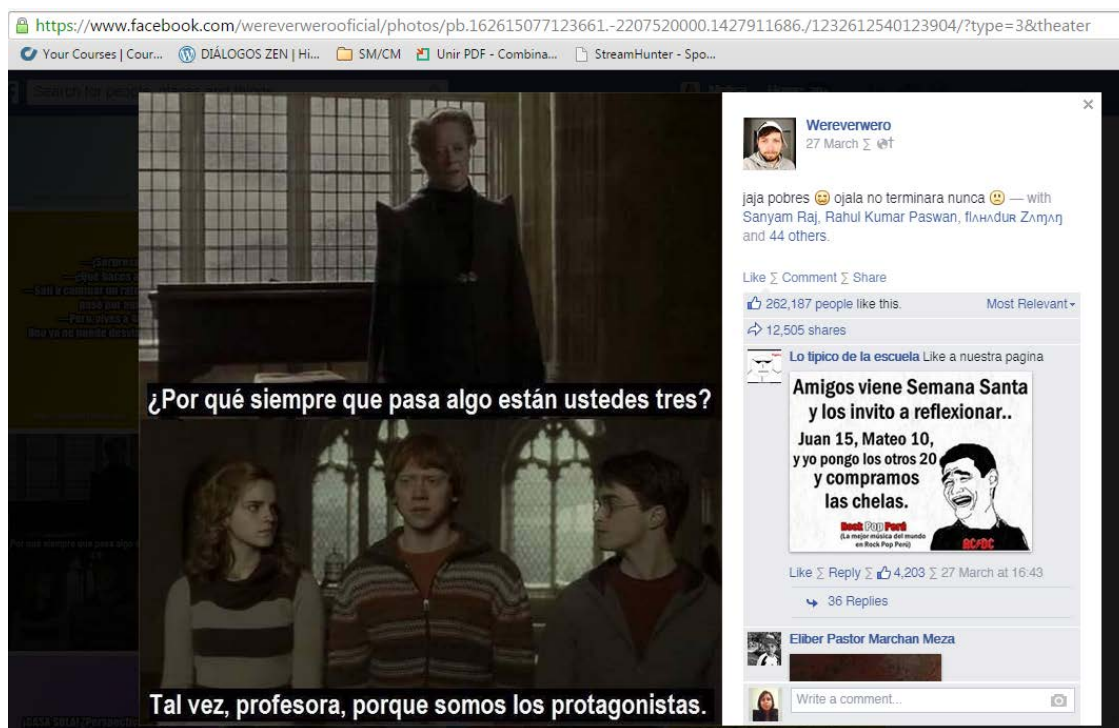 https://www.facebook.com/wereverwerooficial/photos/pb.162615077123661.-2207520000.1427911686./1232612540123904/?type=3&theater
Your Courses | Cour...
DIÁLOGOS ZEN | Hi...
SM/CM
Unir PDF - Combina...
StreamHunter - Spo...
¿Por qué siempre que pasa algo están ustedes tres?
Tal vez, profesora, porque somos los protagonistas.
Wereverwero
27 March Σ
jaja pobres ojala no terminara nunca — with
Sanyam Raj, Rahul Kumar Paswan, flΛнΛduʀ ZΛɱΛŋ
and 44 others.
Like Σ Comment Σ Share
262,187 people like this. Most Relevant
12,505 shares
Lo tipico de la escuela Like a nuestra pagina
Amigos viene Semana Santa
y los invito a reflexionar..
Juan 15, Mateo 10,
y yo pongo los otros 20
y compramos
las chelas.
Rock Pop Perú
(La mejor música del mundo
en Rock Pop Perú)
AC/DC
Like Σ Reply Σ 4,203 Σ 27 March at 16:43
36 Replies
Eliber Pastor Marchan Meza
Write a comment...